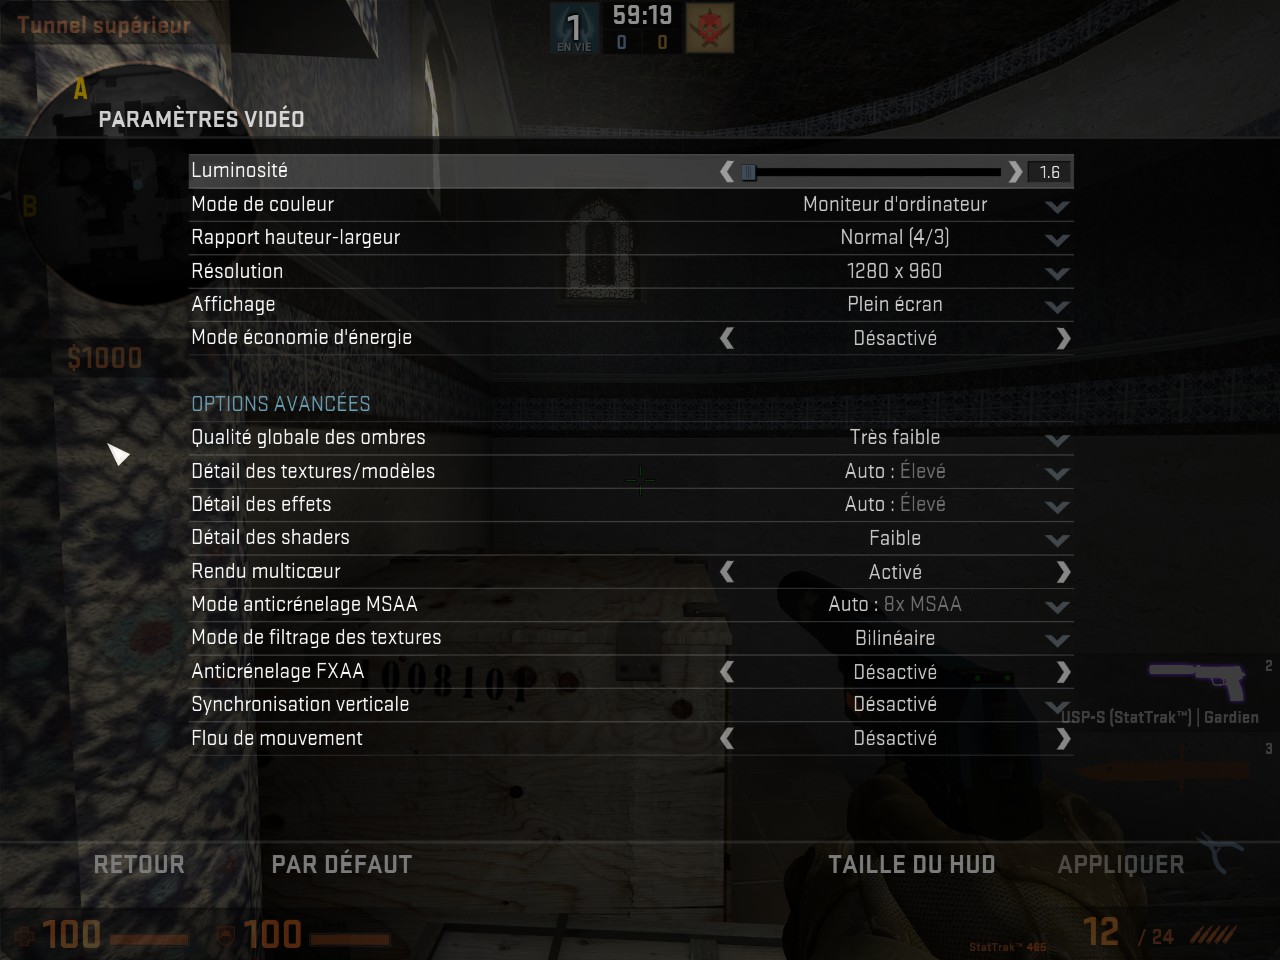 Tunnel supérieur
1
EN VIE
59:19
0 0
A
PARAMÈTRES VIDÉO
B
Luminosité 1.6
Mode de couleur Moniteur d'ordinateur
Rapport hauteur-largeur Normal (4/3)
Résolution 1280 x 960
Affichage Plein écran
Mode économie d'énergie Désactivé
$1000
OPTIONS AVANCÉES
Qualité globale des ombres Très faible
Détail des textures/modèles Auto : Élevé
Détail des effets Auto : Élevé
Détail des shaders Faible
Rendu multicœur Activé
Mode anticrénelage MSAA Auto : 8x MSAA
Mode de filtrage des textures Bilinéaire
Anticrénelage FXAA Désactivé
2
Synchronisation verticale Désactivé
USP-S (StatTrak™) | Gardien
Flou de mouvement Désactivé
3
RETOUR PAR DÉFAUT TAILLE DU HUD APPLIQUER
100 100 12 / 24
StatTrak™ 465